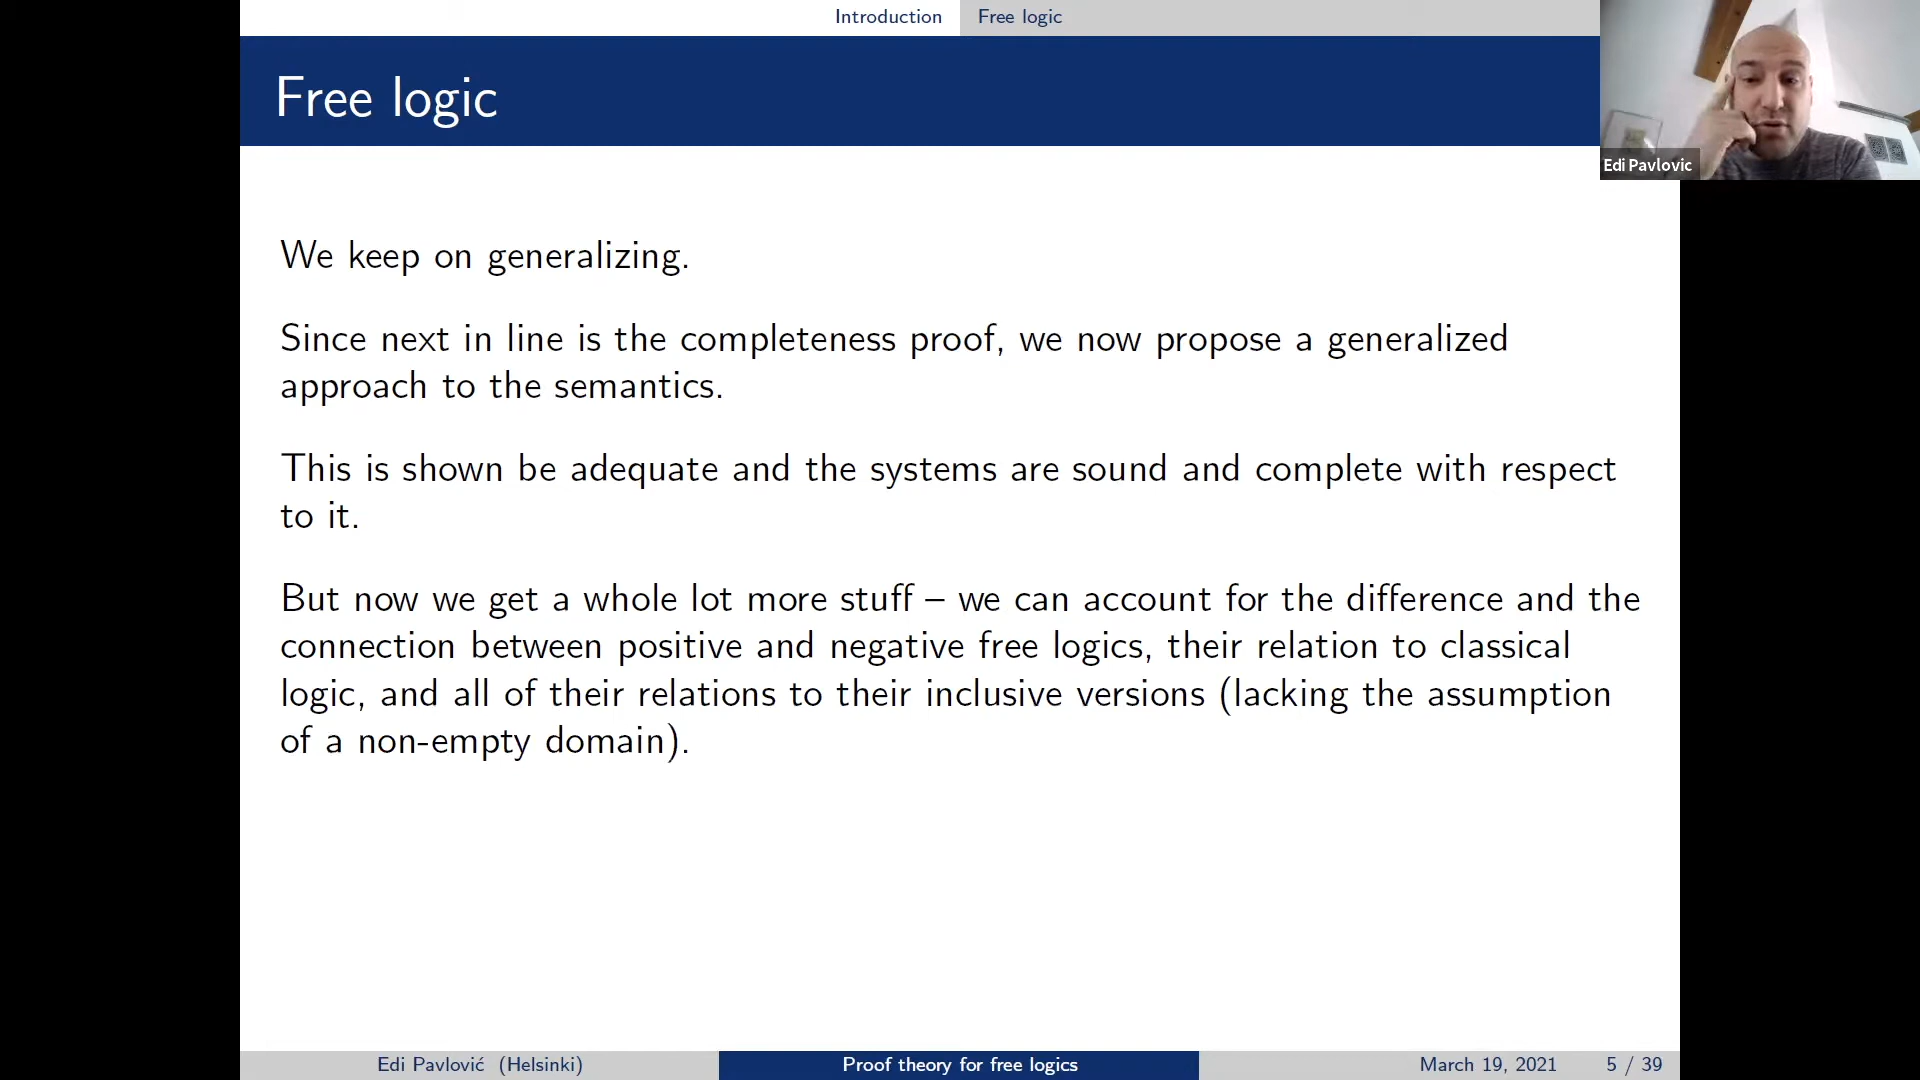 Introduction Free logic
Free logic
Edi Pavlovic
We keep on generalizing.
Since next in line is the completeness proof, we now propose a generalized
approach to the semantics.
This is shown be adequate and the systems are sound and complete with respect
to it.
But now we get a whole lot more stuff – we can account for the difference and the
connection between positive and negative free logics, their relation to classical
logic, and all of their relations to their inclusive versions (lacking the assumption
of a non-empty domain).
Edi Pavlović (Helsinki) Proof theory for free logics March 19, 2021 5 / 39